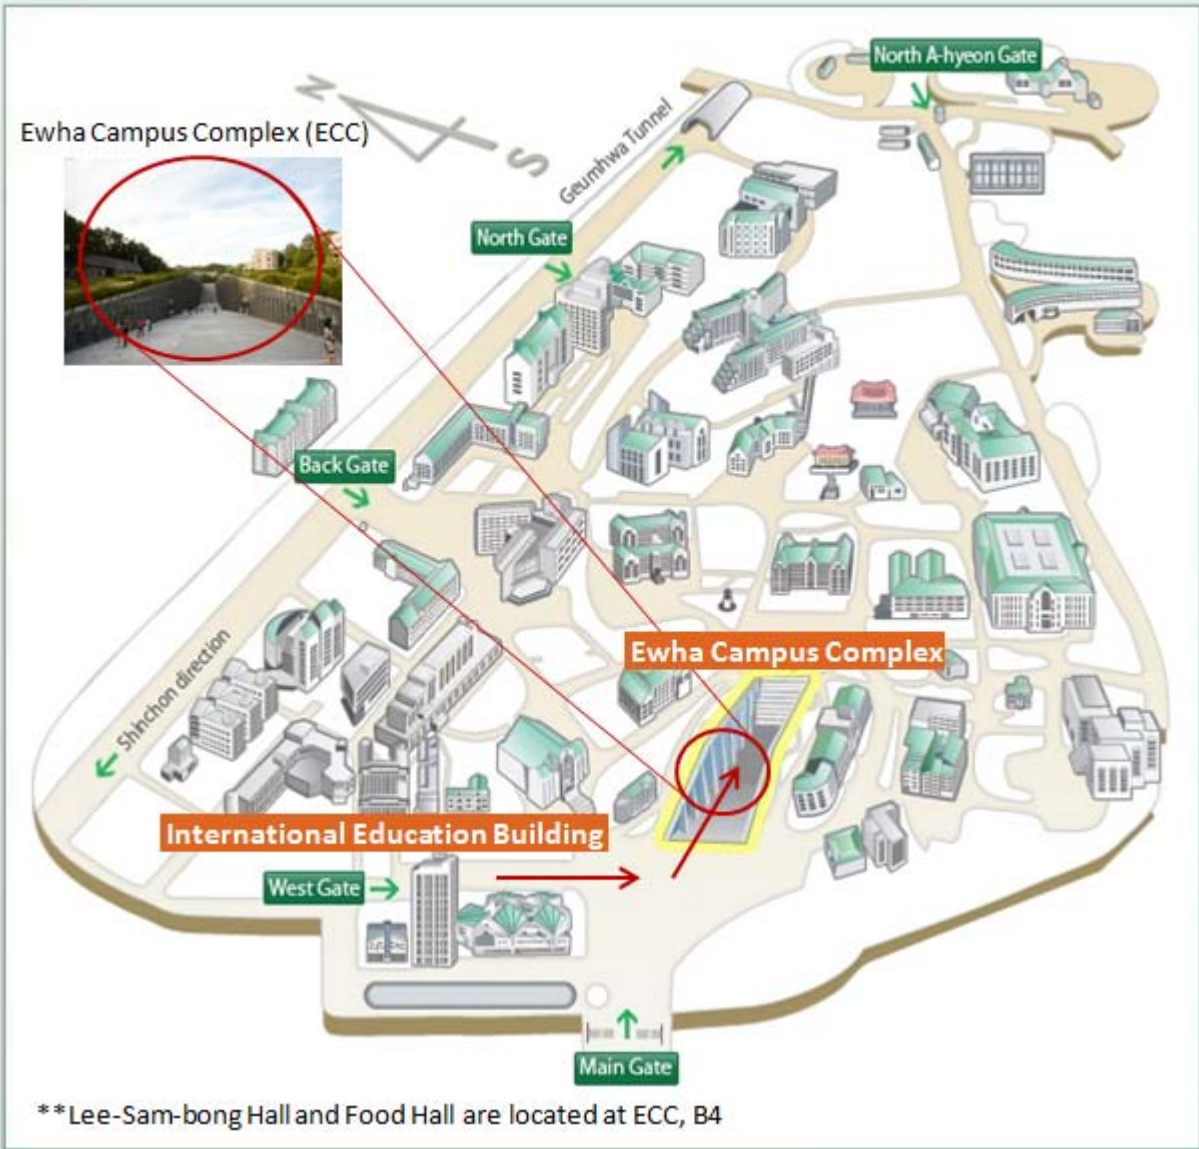 North A-hyeon Gate
N
S
Ewha Campus Complex (ECC)
Geumhwa Tunnel
North Gate
Back Gate
Shinchon direction
Ewha Campus Complex
International Education Building
West Gate
Main Gate
**Lee-Sam-bong Hall and Food Hall are located at ECC, B4